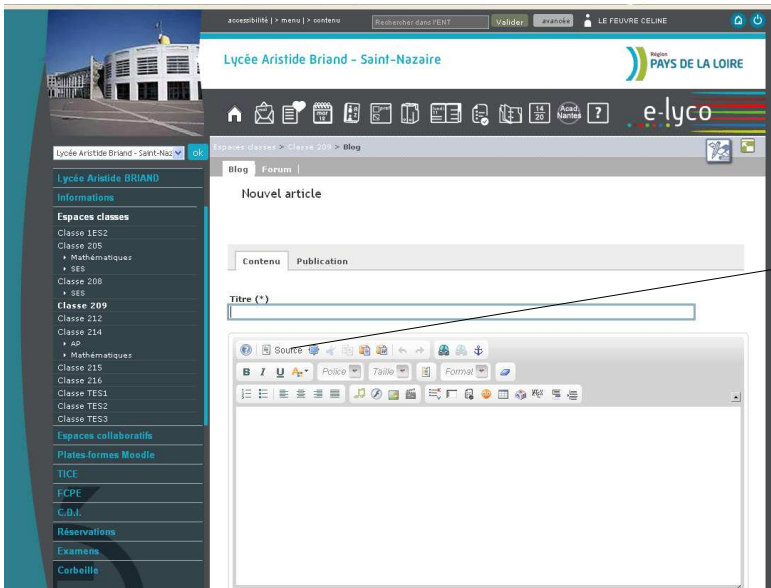 accessibilité | > menu | > contenu
Rechercher dans l'ENT
Valider
avancée
LE FEUVRE CELINE
Lycée Aristide Briand - Saint-Nazaire
Région
PAYS DE LA LOIRE
14
20
Acad.
Nantes
?
e-lyco
Lycée Aristide Briand - Saint-Naz
ok
Espaces classes > Classe 209 > Blog
Blog
Forum |
Lycée Aristide BRIAND
Informations
Espaces classes
Classe 1ES2
Classe 205
Mathématiques
SES
Classe 208
SES
Classe 209
Classe 212
Classe 214
AP
Mathématiques
Classe 215
Classe 216
Classe TES1
Classe TES2
Classe TES3
Espaces collaboratifs
Plates-formes Moodle
TICE
FCPE
C.D.I.
Réservations
Examens
Corbeille
Nouvel article
Contenu
Publication
Titre (*)
Source
B I U
Police
Taille
Format